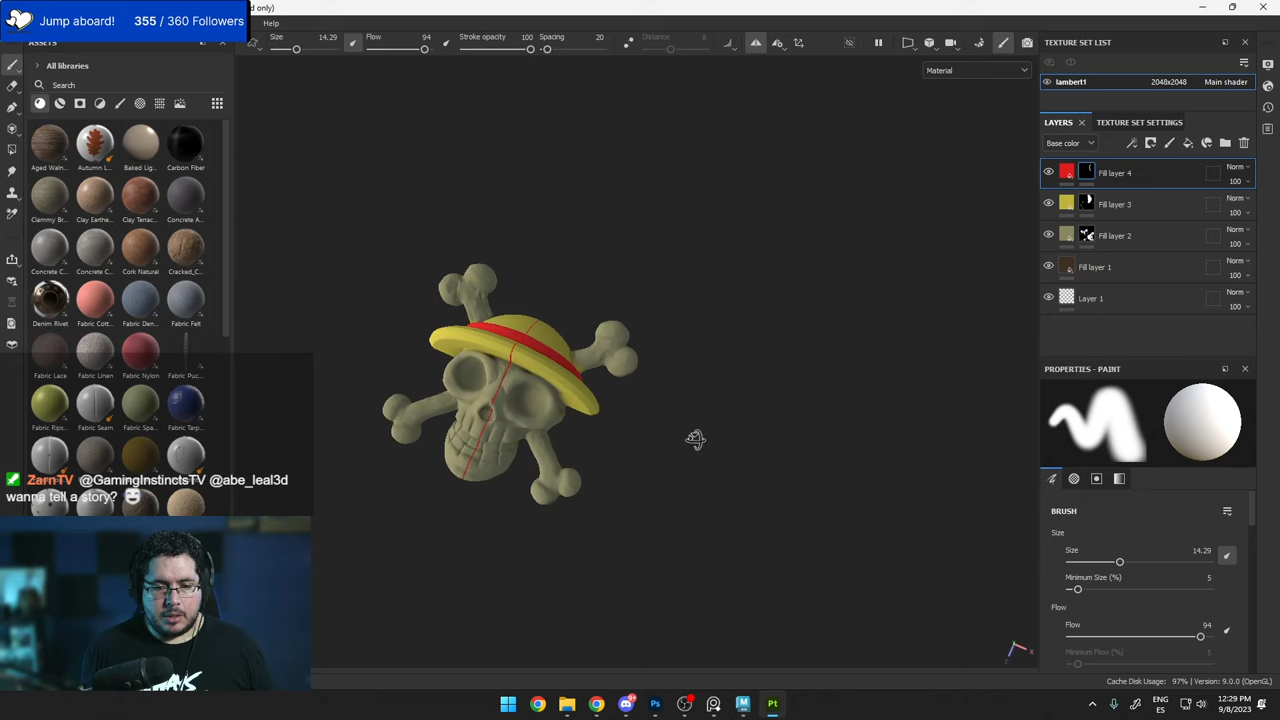 d only)
Jump aboard! 355 / 360 Followers
Help
ASSETS
Size 14.29
Flow 94
Stroke opacity 100
Spacing 20
Distance 8
All libraries
Search
Material
Aged Waln...
Autumn L...
Baked Lig...
Carbon Fiber
Clammy Br...
Clay Earthe...
Clay Terrac...
Concrete A...
Concrete C...
Concrete C...
Cork Natural
Cracked_C...
Denim Rivet
Fabric Cott...
Fabric Den...
Fabric Felt
Fabric Lace
Fabric Linen
Fabric Nylon
Fabric Puc...
Fabric Rips...
Fabric Seam
Fabric Spa...
Fabric Tarp...
ZarnTV @GamingInstinctsTV @abe_leal3d
wanna tell a story?
TEXTURE SET LIST
lambert1 2048x2048 Main shader
LAYERS TEXTURE SET SETTINGS
Base color
Fill layer 4 Norm 100
Fill layer 3 Norm 100
Fill layer 2 Norm 100
Fill layer 1 Norm 100
Layer 1 Norm 100
PROPERTIES - PAINT
BRUSH
Size
Size 14.29
Minimum Size (%) 5
Flow
Flow 94
Minimum Flow (%) 5
Cache Disk Usage: 97% | Version: 9.0.0 (OpenGL)
ENG
ES
12:29 PM
9/8/2023